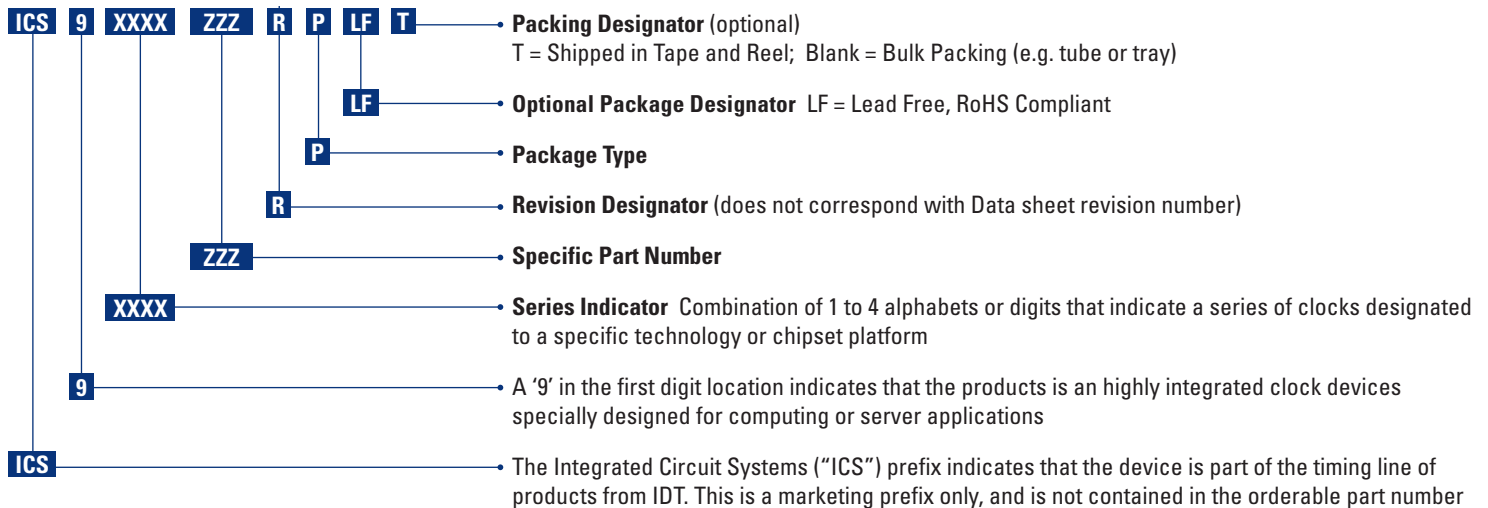 ICS 9 XXXX ZZZ R P LF T Packing Designator (optional)
T = Shipped in Tape and Reel; Blank = Bulk Packing (e.g. tube or tray)
LF Optional Package Designator LF = Lead Free, RoHS Compliant
P Package Type
R Revision Designator (does not correspond with Data sheet revision number)
ZZZ Specific Part Number
XXXX Series Indicator Combination of 1 to 4 alphabets or digits that indicate a series of clocks designated
to a specific technology or chipset platform
9 A ‘9’ in the first digit location indicates that the products is an highly integrated clock devices
specially designed for computing or server applications
ICS The Integrated Circuit Systems (“ICS”) prefix indicates that the device is part of the timing line of
products from IDT. This is a marketing prefix only, and is not contained in the orderable part number